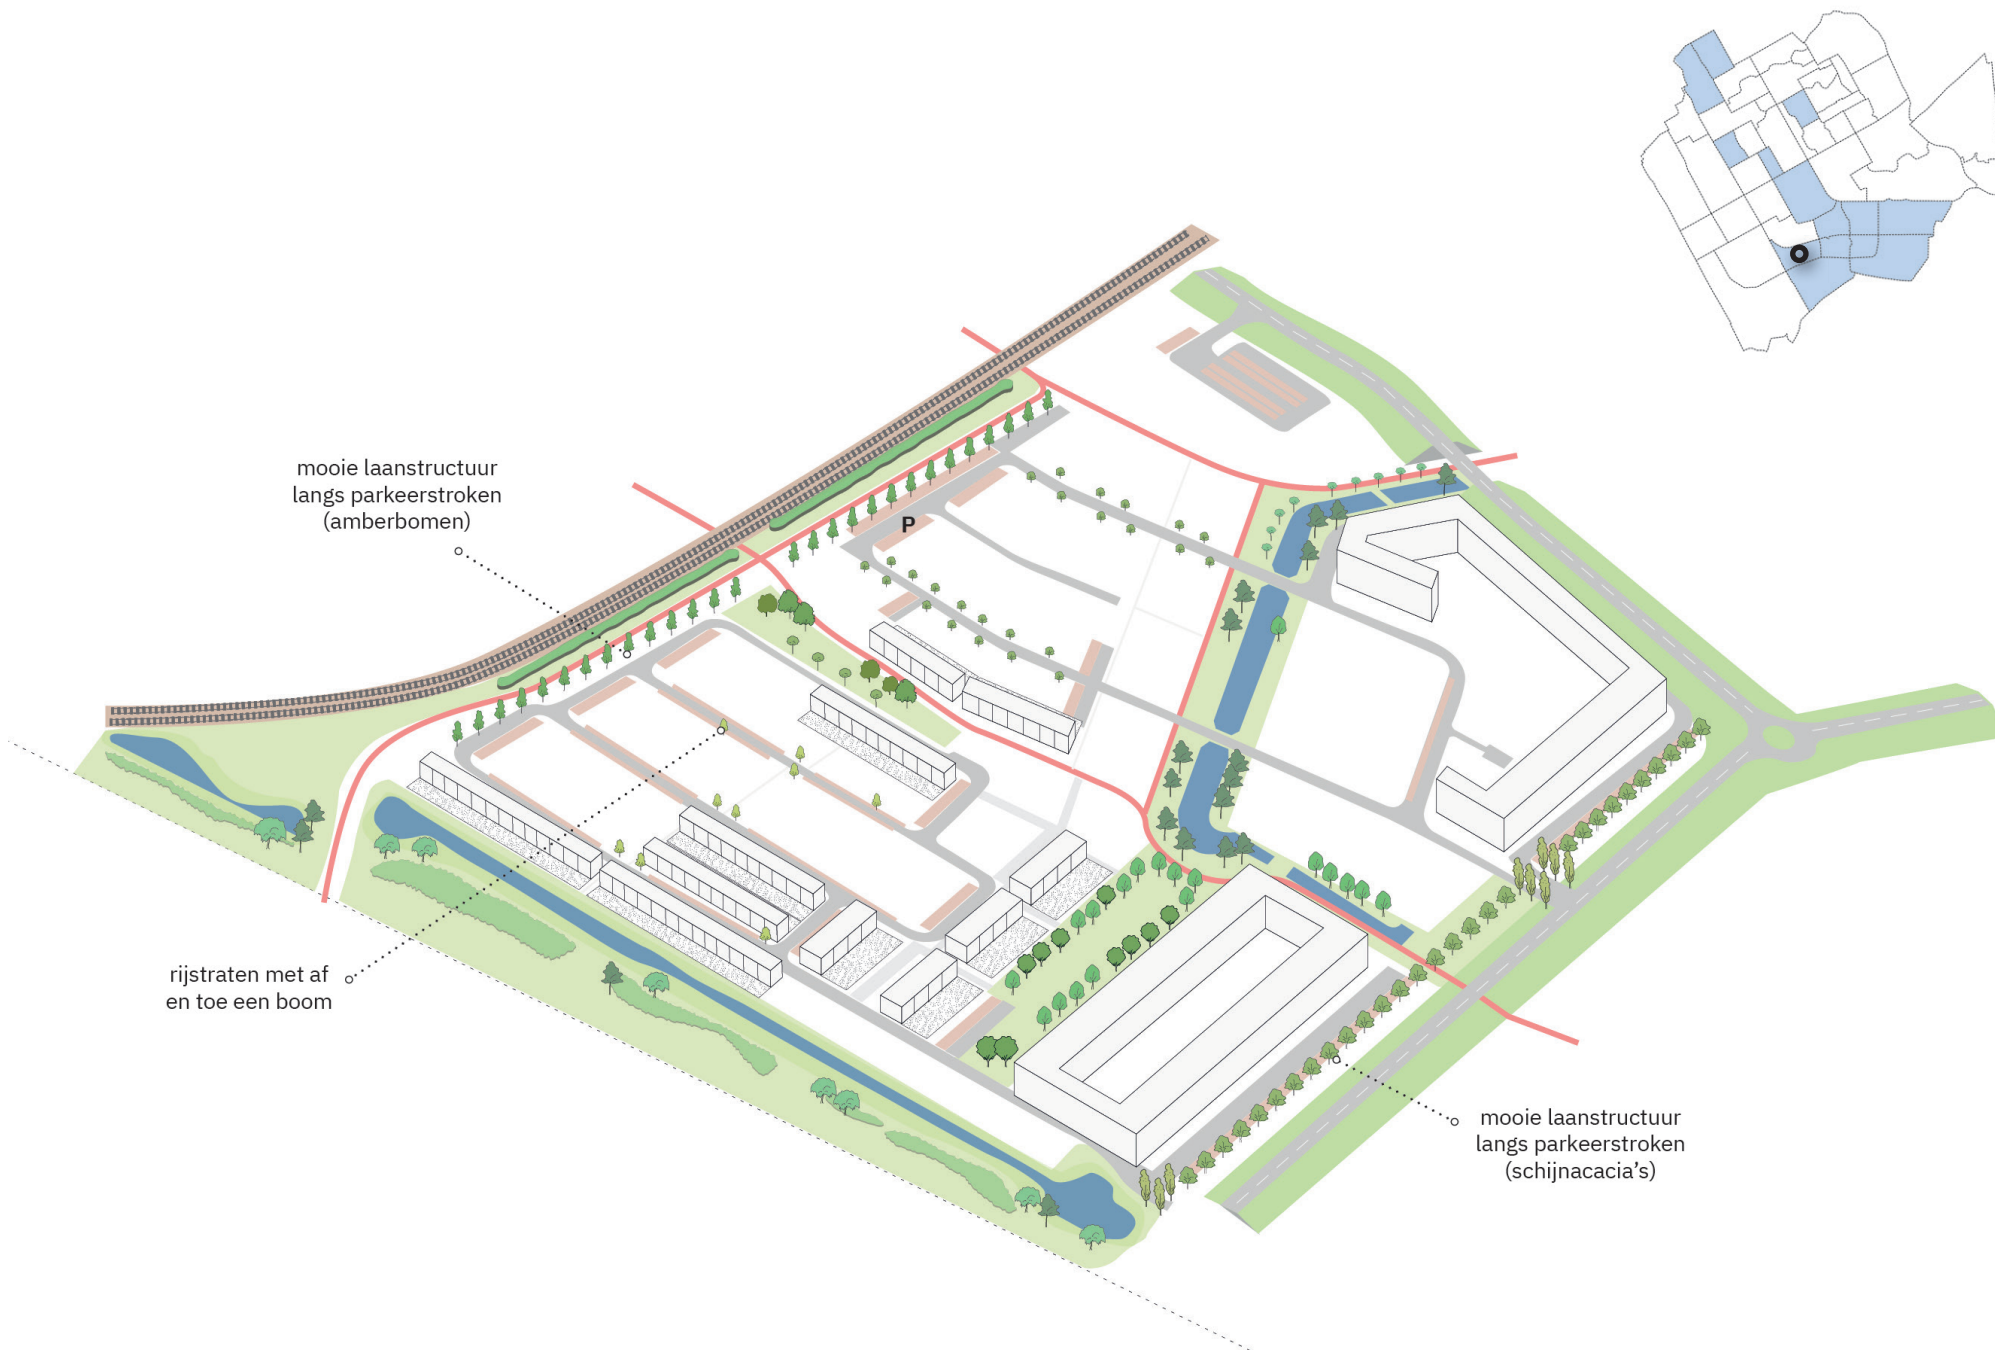 mooie laanstructuur
langs parkeerstroken
(amberbomen)
P
rijstraten met af
en toe een boom
mooie laanstructuur
langs parkeerstroken
(schijnacacia’s)